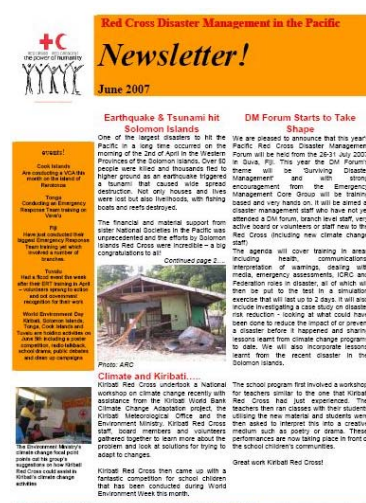 Red Cross Disaster Management in the Pacific
Newsletter!
June 2007
the power of humanity
events!
Cook Islands
Are conducting a VCA this
month on the island of
Tonga
Conducting an Emergency
Response Team training on
Vava'u
Fiji
Have just conducted their
biggest Emergency Response
Team training yet which
involved a number of
branches.
Tuvalu
Had a flood event the week
after their ERT training in April
– volunteers sprang to action
and got government
recognition for their work
World Environment Day
Kiribati, Solomon Islands,
Tonga, Cook Islands and
Tuvalu are holding activities on
June 5th including a poster
competition, radio talkback,
school drama, public debates
and clean up campaigns
The Environment Ministry's
climate change focal point
points out his group's
suggestions on how Kiribati
Red Cross could assist in
Kiribati's climate change
activities
Earthquake & Tsunami hit
Solomon Islands
One of the largest disasters to hit the
Pacific in a long time occurred on the
morning of the 2nd of April in the Western
Provinces of the Solomon Islands. Over 50
people were killed and thousands fled to
higher ground as an earthquake triggered
a tsunami that caused wide spread
destruction. Not only houses and lives
were lost but also livelihoods, with fishing
boats and reefs destroyed.
The financial and material support from
sister National Societies in the Pacific was
unprecedented and the efforts by Solomon
Islands Red Cross were incredible – a big
congratulations to all!
Continued page 2....
Photo: ARC
DM Forum Starts to Take
Shape
We are pleased to announce that this year's
Pacific Red Cross Disaster Management
Forum will be held from the 26-31 July 2007
in Suva, Fiji. This year the DM Forum's
theme will be 'Surviving Disaster
Management' and with strong
encouragement from the Emergency
Management Core Group will be training
based and very hands on. It will be aimed at
disaster management staff who have not yet
attended a DM forum, branch level staff, very
active board or volunteers or staff new to the
Red Cross (including new climate change
staff)
The agenda will cover training in areas
including health, communications,
interpretation of warnings, dealing with
media, emergency assessments, ICRC and
Federation roles in disaster, all of which will
then be put to the test in a simulation
exercise that will last up to 2 days. It will also
include investigating a case study on disaster
risk reduction - looking at what could have
been done to reduce the impact of or prevent
a disaster before it happened and sharing
lessons learnt from climate change programs
to date. We will also incorporate lessons
learnt from the recent disaster in the
Solomon Islands.
Climate and Kiribati.....
Kiribati Red Cross undertook a National
workshop on climate change recently with
assistance from the Kiribati World Bank
Climate Change Adaptation project, the
Kiribati Meteorological Office and the
Environment Ministry. Kiribati Red Cross
staff, board members and volunteers
gathered together to learn more about the
problem and look at solutions for trying to
adapt to changes.
Kiribati Red Cross then came up with a
fantastic competition for school children
that has been conducted during World
Environment Week this month.
The school program first involved a workshop
for teachers similar to the one that Kiribati
Red Cross had just experienced. The
teachers then ran classes with their students
utilising the new material and students were
then asked to interpret this into a creative
medium such as poetry or drama. These
performances are now taking place in front of
the school children's communities.
Great work Kiribati Red Cross!